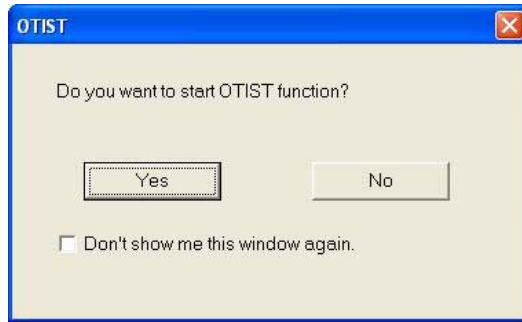 OTIST
Do you want to start OTIST function?
Yes
No
Don't show me this window again.